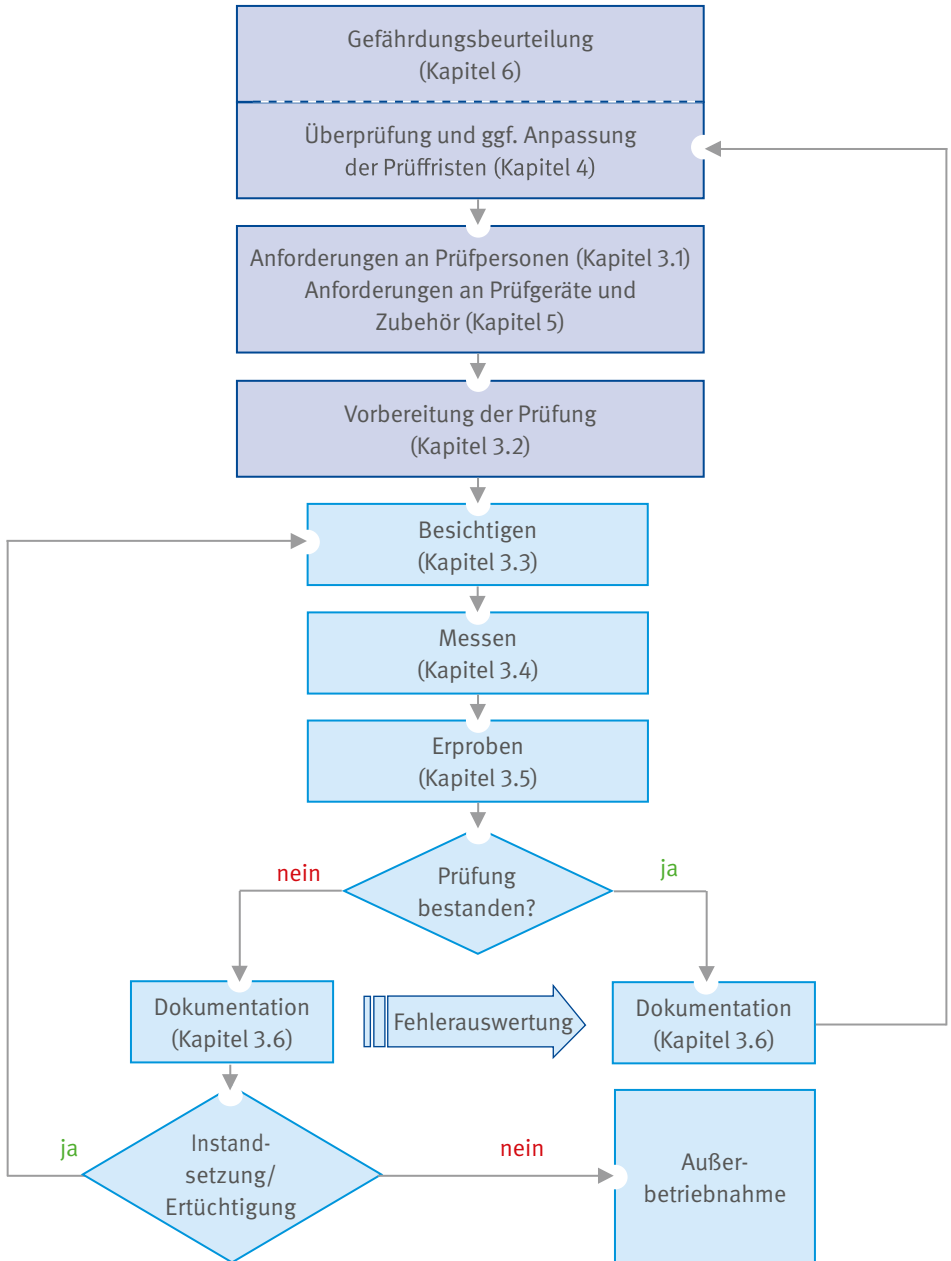 Gefährdungsbeurteilung
(Kapitel 6)
Überprüfung und ggf. Anpassung
der Prüffristen (Kapitel 4)
Anforderungen an Prüfpersonen (Kapitel 3.1)
Anforderungen an Prüfgeräte und
Zubehör (Kapitel 5)
Vorbereitung der Prüfung
(Kapitel 3.2)
Besichtigen
(Kapitel 3.3)
Messen
(Kapitel 3.4)
Erproben
(Kapitel 3.5)
nein
Prüfung
bestanden?
ja
Dokumentation
(Kapitel 3.6)
Fehlerauswertung
Dokumentation
(Kapitel 3.6)
ja
Instand-
setzung/
Ertüchtigung
nein
Außer-
betriebnahme